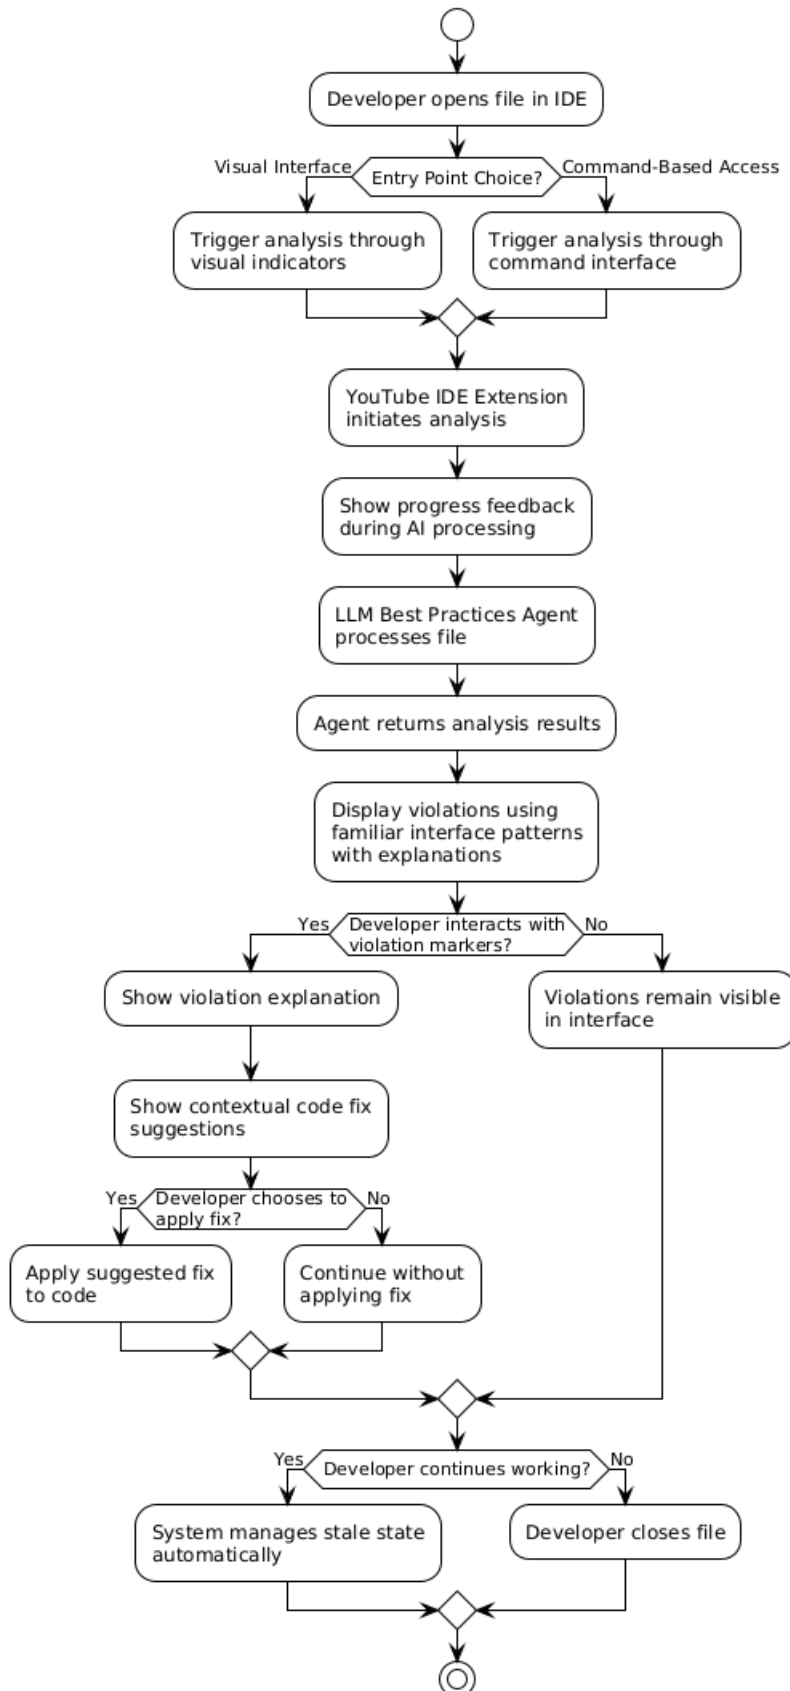 Developer opens file in IDE
Visual Interface
Entry Point Choice?
Command-Based Access
Trigger analysis through
visual indicators
Trigger analysis through
command interface
YouTube IDE Extension
initiates analysis
Show progress feedback
during AI processing
LLM Best Practices Agent
processes file
Agent returns analysis results
Display violations using
familiar interface patterns
with explanations
Yes
Developer interacts with
violation markers?
No
Show violation explanation
Violations remain visible
in interface
Show contextual code fix
suggestions
Yes
Developer chooses to
apply fix?
No
Apply suggested fix
to code
Continue without
applying fix
Yes
Developer continues working?
No
System manages stale state
automatically
Developer closes file